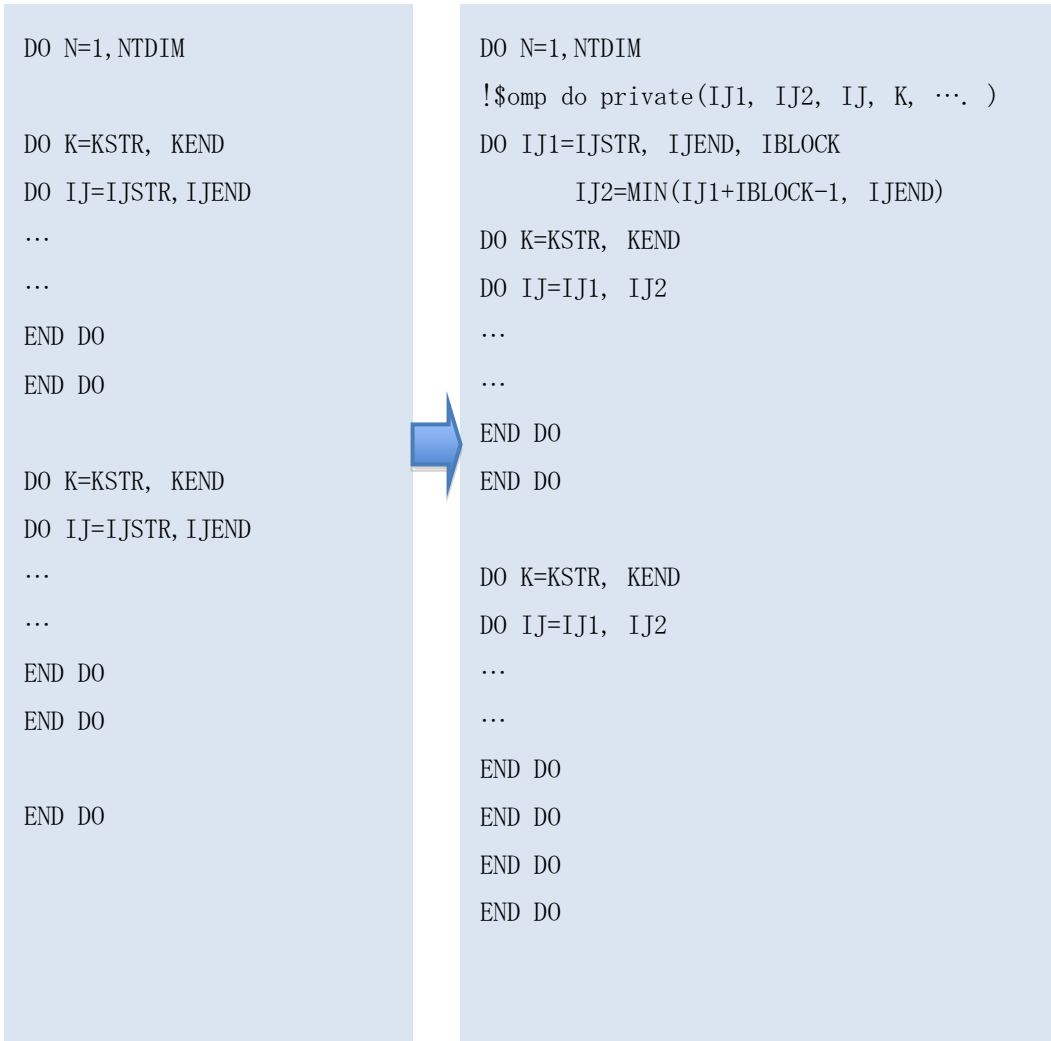 DO N=1,NTDIM
DO K=KSTR, KEND
DO IJ=IJSTR,IJEND
…
…
END DO
END DO
DO K=KSTR, KEND
DO IJ=IJSTR,IJEND
…
…
END DO
END DO
END DO
DO N=1,NTDIM
!$omp do private(IJ1, IJ2, IJ, K, …. )
DO IJ1=IJSTR, IJEND, IBLOCK
IJ2=MIN(IJ1+IBLOCK-1, IJEND)
DO K=KSTR, KEND
DO IJ=IJ1, IJ2
…
…
END DO
END DO
DO K=KSTR, KEND
DO IJ=IJ1, IJ2
…
…
END DO
END DO
END DO
END DO